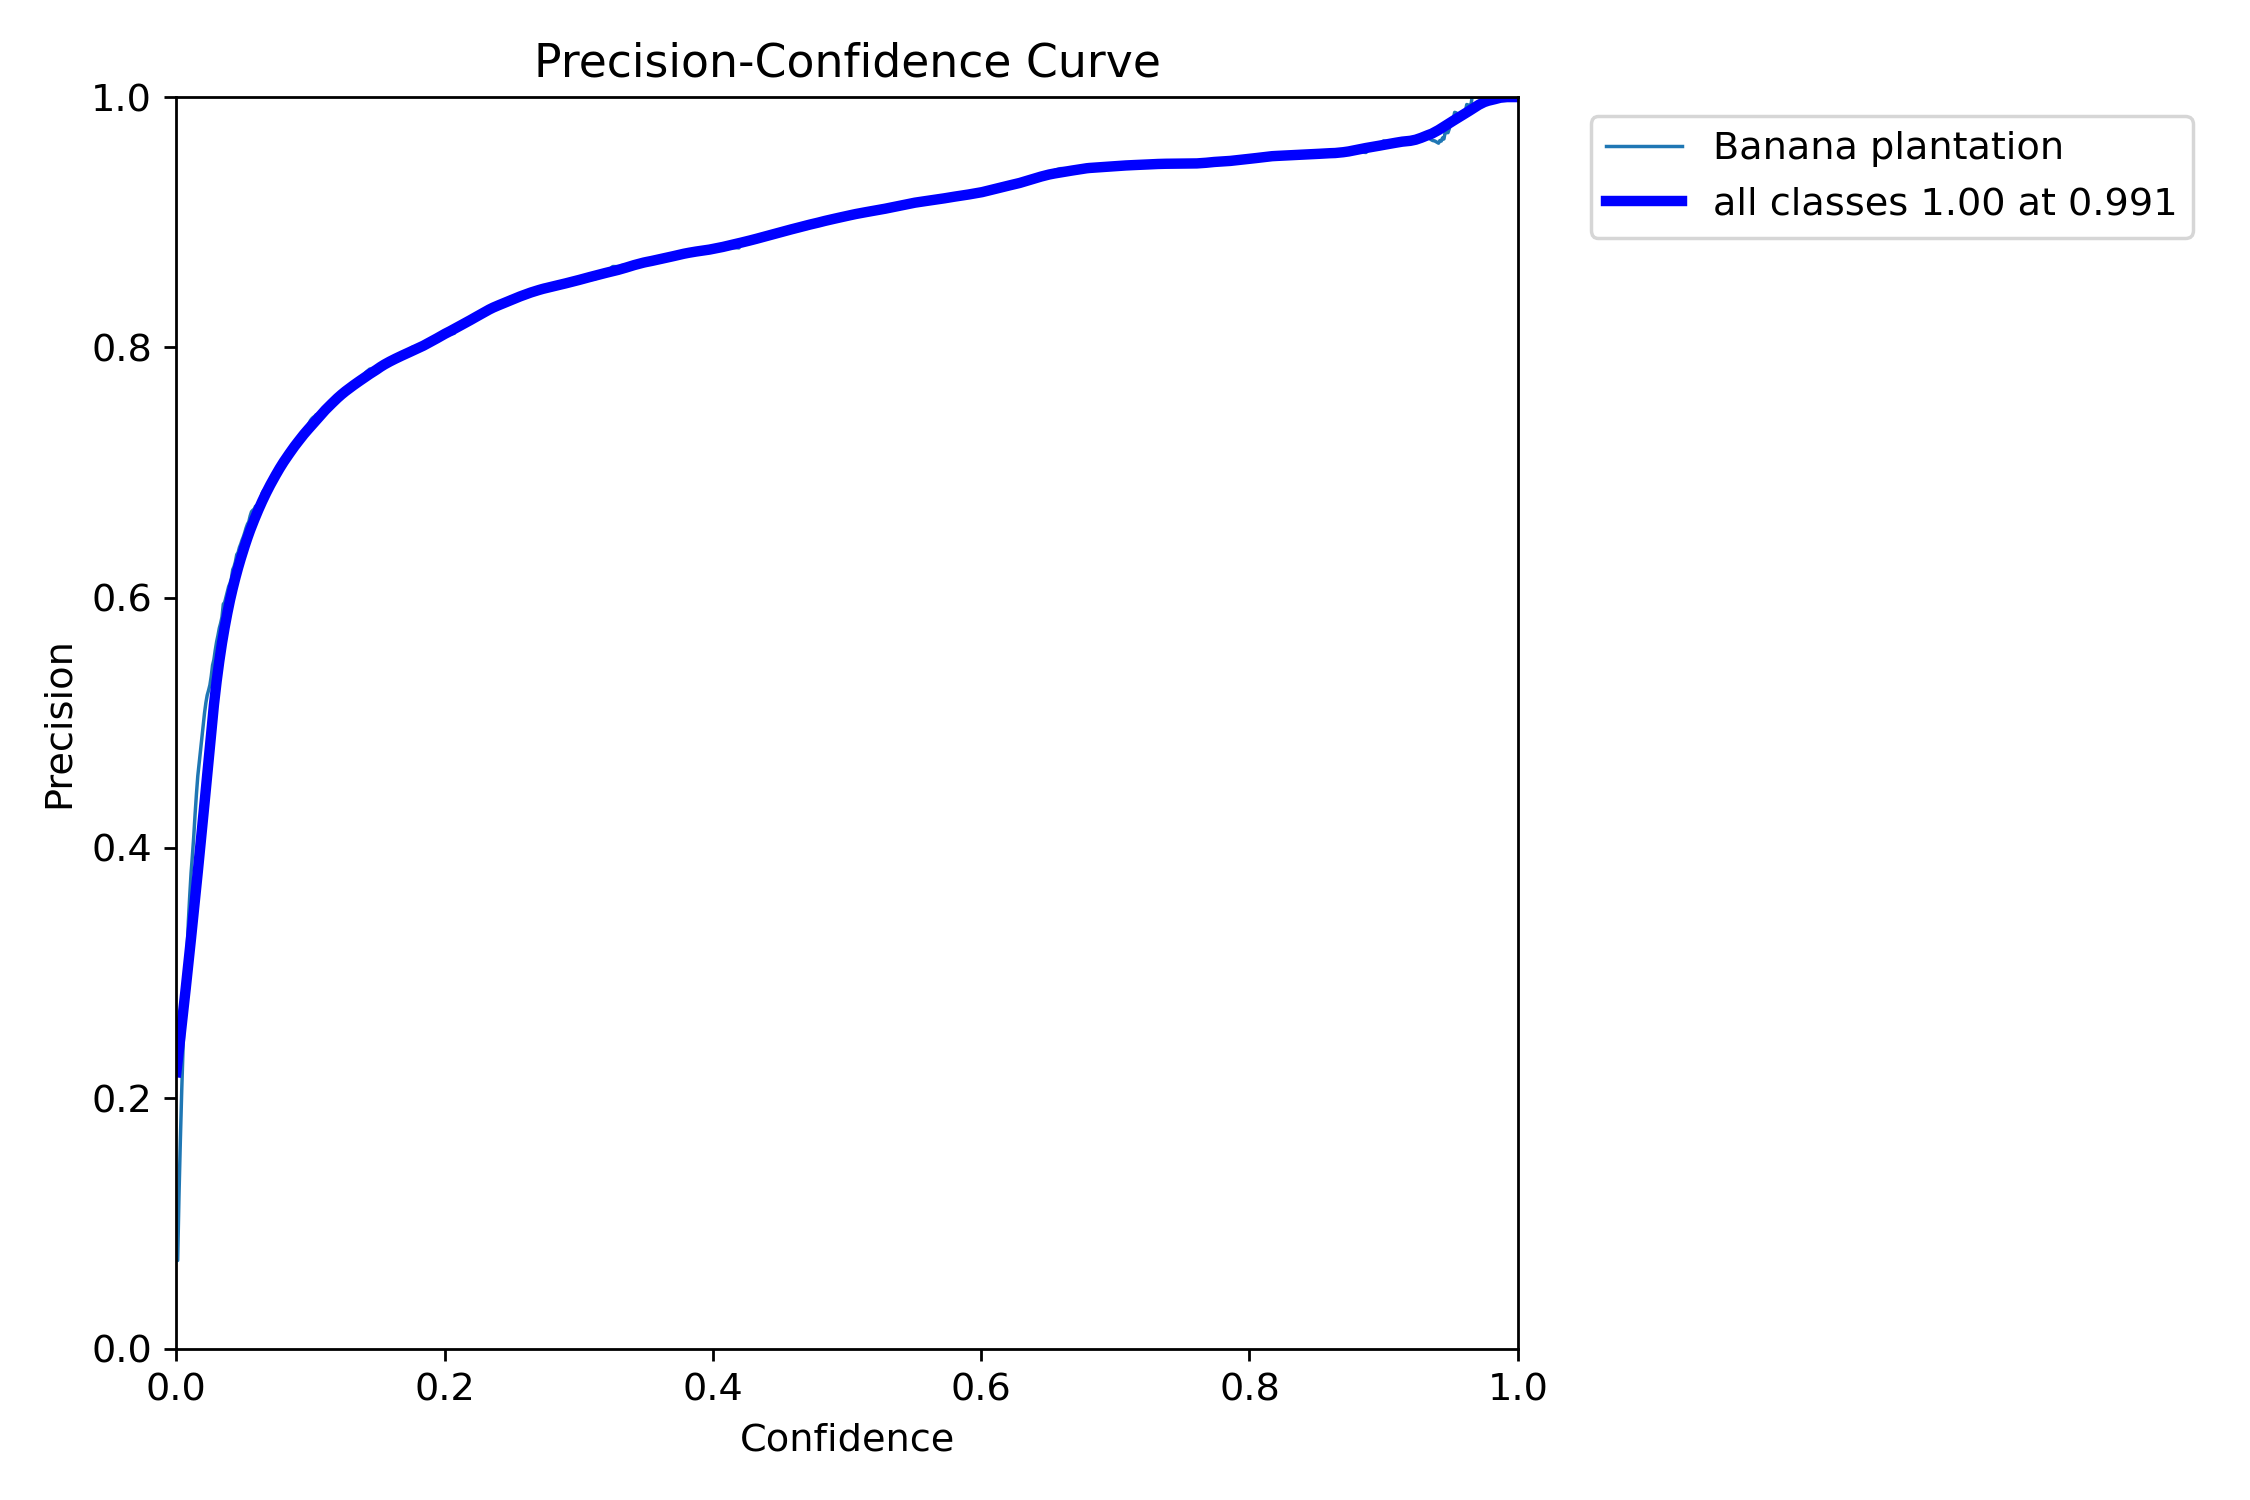 Precision-Confidence Curve
1.0
0.8
0.6
0.4
0.2
0.0
Precision
0.0 0.2 0.4 0.6 0.8 1.0
Confidence
Banana plantation
all classes 1.00 at 0.991